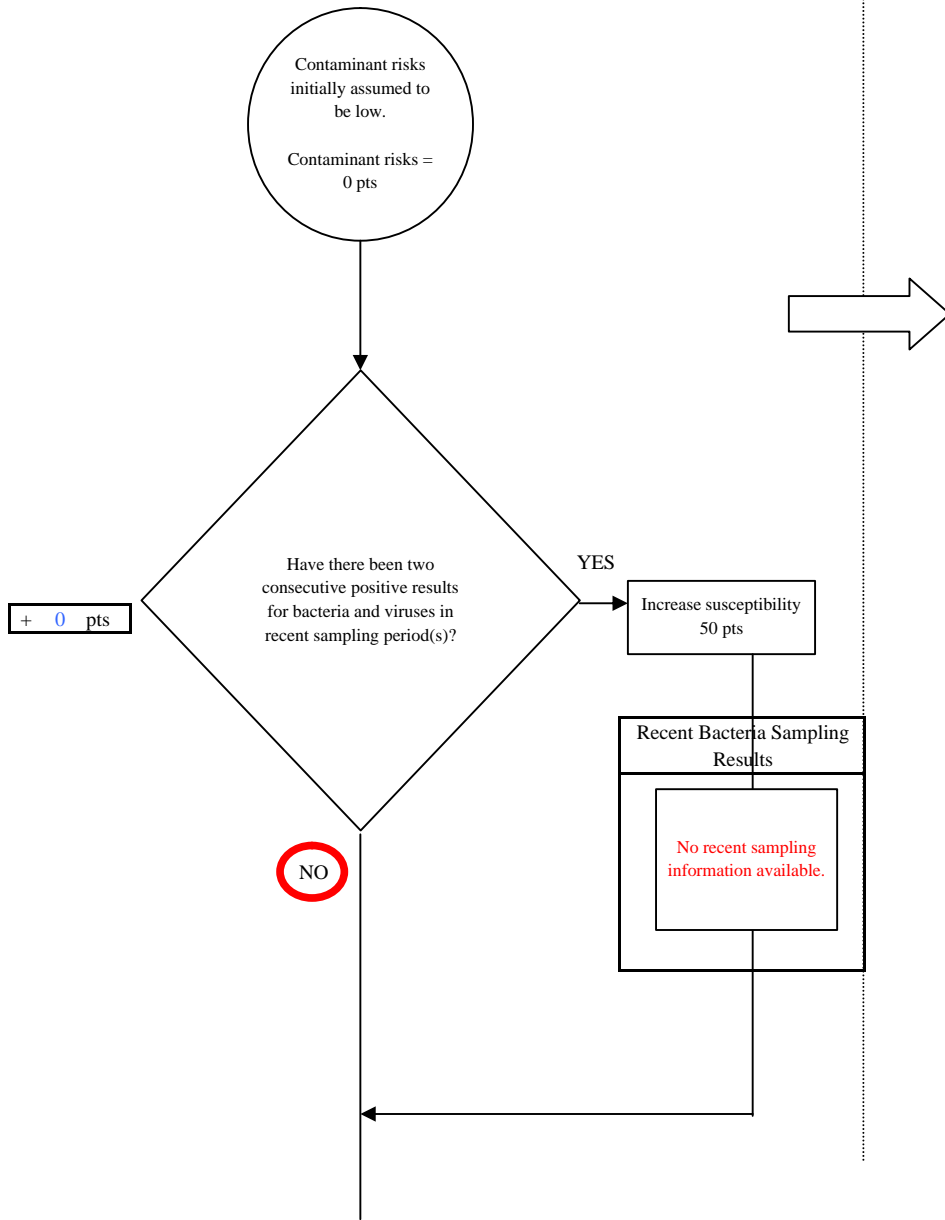 Contaminant risks
initially assumed to
be low.
Contaminant risks =
0 pts
Have there been two
consecutive positive results
for bacteria and viruses in
recent sampling period(s)?
YES
Increase susceptibility
50 pts
+ 0 pts
Recent Bacteria Sampling
Results
No recent sampling
information available.
NO